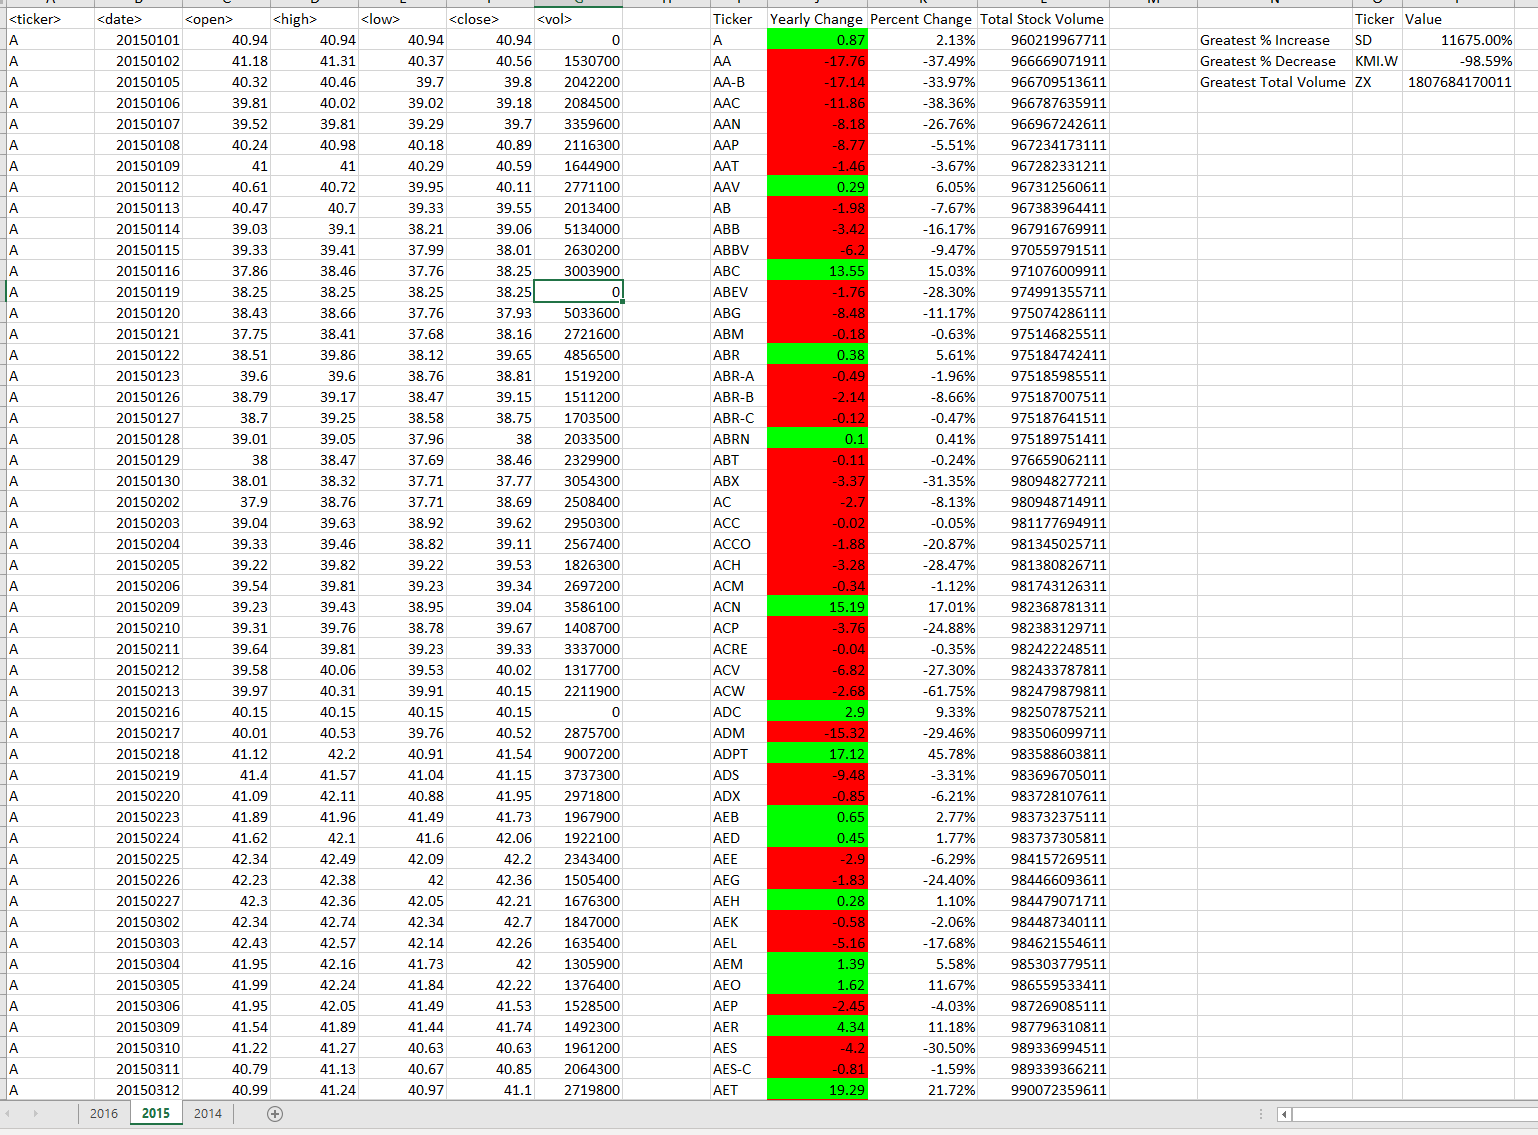 <ticker> <date> <open> <high> <low> <close> <vol> Ticker Yearly Change Percent Change Total Stock Volume Ticker Value
A 20150101 40.94 40.94 40.94 40.94 0 A 0.87 2.13% 960219967711 Greatest % Increase SD 11675.00%
A 20150102 41.18 41.31 40.37 40.56 1530700 AA -17.76 -37.49% 966669071911 Greatest % Decrease KMI.W -98.59%
A 20150105 40.32 40.46 39.7 39.8 2042200 AA-B -17.14 -33.97% 966709513611 Greatest Total Volume ZX 1807684170011
A 20150106 39.81 40.02 39.02 39.18 2084500 AAC -11.86 -38.36% 966787635911
A 20150107 39.52 39.81 39.29 39.7 3359600 AAN -8.18 -26.76% 966967242611
A 20150108 40.24 40.98 40.18 40.89 2116300 AAP -8.77 -5.51% 967234173111
A 20150109 41 41 40.29 40.59 1644900 AAT -1.46 -3.67% 967282331211
A 20150112 40.61 40.72 39.95 40.11 2771100 AAV 0.29 6.05% 967312560611
A 20150113 40.47 40.7 39.33 39.55 2013400 AB -1.98 -7.67% 967383964411
A 20150114 39.03 39.1 38.21 39.06 5134000 ABB -3.42 -16.17% 967916769911
A 20150115 39.33 39.41 37.99 38.01 2630200 ABBV -6.2 -9.47% 970559791511
A 20150116 37.86 38.46 37.76 38.25 3003900 ABC 13.55 15.03% 971076009911
A 20150119 38.25 38.25 38.25 38.25 0 ABEV -1.76 -28.30% 974991355711
A 20150120 38.43 38.66 37.76 37.93 5033600 ABG -8.48 -11.17% 975074286111
A 20150121 37.75 38.41 37.68 38.16 2721600 ABM -0.18 -0.63% 975146825511
A 20150122 38.51 39.86 38.12 39.65 4856500 ABR 0.38 5.61% 975184742411
A 20150123 39.6 39.6 38.76 38.81 1519200 ABR-A -0.49 -1.96% 975185985511
A 20150126 38.79 39.17 38.47 39.15 1511200 ABR-B -2.14 -8.66% 975187007511
A 20150127 38.7 39.25 38.58 38.75 1703500 ABR-C -0.12 -0.47% 975187641511
A 20150128 39.01 39.05 37.96 38 2033500 ABRN 0.1 0.41% 975189751411
A 20150129 38 38.47 37.69 38.46 2329900 ABT -0.11 -0.24% 976659062111
A 20150130 38.01 38.32 37.71 37.77 3054300 ABX -3.37 -31.35% 980948277211
A 20150202 37.9 38.76 37.71 38.69 2508400 AC -2.7 -8.13% 980948714911
A 20150203 39.04 39.63 38.92 39.62 2950300 ACC -0.02 -0.05% 981177694911
A 20150204 39.33 39.46 38.82 39.11 2567400 ACCO -1.88 -20.87% 981345025711
A 20150205 39.22 39.82 39.22 39.53 1826300 ACH -3.28 -28.47% 981380826711
A 20150206 39.54 39.81 39.23 39.34 2697200 ACM -0.34 -1.12% 981743126311
A 20150209 39.23 39.43 38.95 39.04 3586100 ACN 15.19 17.01% 982368781311
A 20150210 39.31 39.76 38.78 39.67 1408700 ACP -3.76 -24.88% 982383129711
A 20150211 39.64 39.81 39.23 39.33 3337000 ACRE -0.04 -0.35% 982422248511
A 20150212 39.58 40.06 39.53 40.02 1317700 ACV -6.82 -27.30% 982433787811
A 20150213 39.97 40.31 39.91 40.15 2211900 ACW -2.68 -61.75% 982479879811
A 20150216 40.15 40.15 40.15 40.15 0 ADC 2.9 9.33% 982507875211
A 20150217 40.01 40.53 39.76 40.52 2875700 ADM -15.32 -29.46% 983506099711
A 20150218 41.12 42.2 40.91 41.54 9007200 ADPT 17.12 45.78% 983588603811
A 20150219 41.4 41.57 41.04 41.15 3737300 ADS -9.48 -3.31% 983696705011
A 20150220 41.09 42.11 40.88 41.95 2971800 ADX -0.85 -6.21% 983728107611
A 20150223 41.89 41.96 41.49 41.73 1967900 AEB 0.65 2.77% 983732375111
A 20150224 41.62 42.1 41.6 42.06 1922100 AED 0.45 1.77% 983737305811
A 20150225 42.34 42.49 42.09 42.2 2343400 AEE -2.9 -6.29% 984157269511
A 20150226 42.23 42.38 42 42.36 1505400 AEG -1.83 -24.40% 984466093611
A 20150227 42.3 42.36 42.05 42.21 1676300 AEH 0.28 1.10% 984479071711
A 20150302 42.34 42.74 42.34 42.7 1847000 AEK -0.58 -2.06% 984487340111
A 20150303 42.43 42.57 42.14 42.26 1635400 AEL -5.16 -17.68% 984621554611
A 20150304 41.95 42.16 41.73 42 1305900 AEM 1.39 5.58% 985303779511
A 20150305 41.99 42.24 41.84 42.22 1376400 AEO 1.62 11.67% 986559533411
A 20150306 41.95 42.05 41.49 41.53 1528500 AEP -2.45 -4.03% 987269085111
A 20150309 41.54 41.89 41.44 41.74 1492300 AER 4.34 11.18% 987796310811
A 20150310 41.22 41.27 40.63 40.63 1961200 AES -4.2 -30.50% 989336994511
A 20150311 40.79 41.13 40.67 40.85 2064300 AES-C -0.81 -1.59% 989339366211
A 20150312 40.99 41.24 40.97 41.1 2719800 AET 19.29 21.72% 990072359611
2016 2015 2014